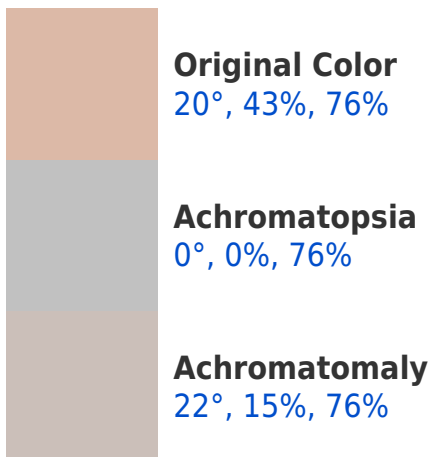 Original Color
20°, 43%, 76%
Achromatopsia
0°, 0%, 76%
Achromatomaly
22°, 15%, 76%